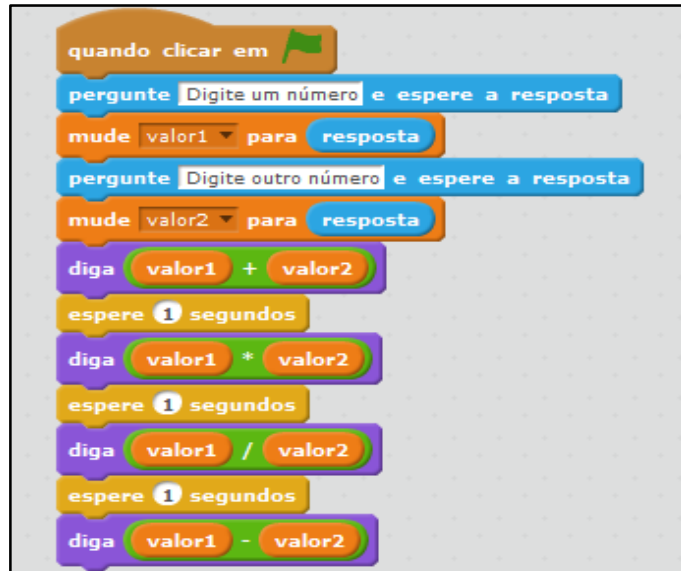 quando clicar em
pergunte Digite um número e espere a resposta
mude valor1 para resposta
pergunte Digite outro número e espere a resposta
mude valor2 para resposta
diga valor1 + valor2
espere 1 segundos
diga valor1 * valor2
espere 1 segundos
diga valor1 / valor2
espere 1 segundos
diga valor1 - valor2